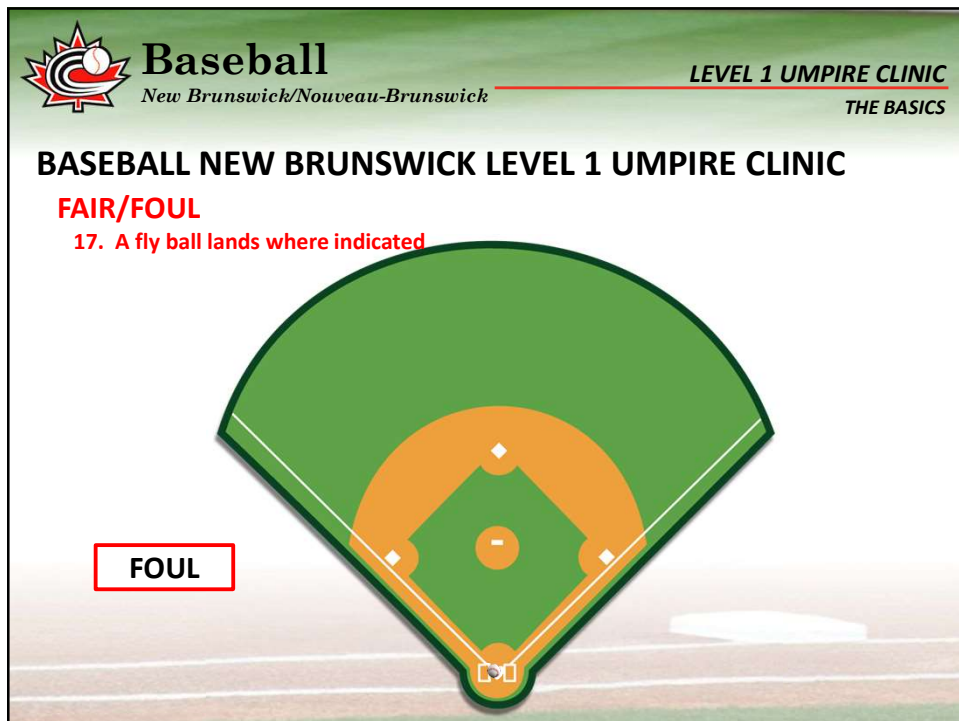 Baseball
New Brunswick/Nouveau-Brunswick
LEVEL 1 UMPIRE CLINIC
THE BASICS
BASEBALL NEW BRUNSWICK LEVEL 1 UMPIRE CLINIC
FAIR/FOUL
17. A fly ball lands where indicated
FOUL